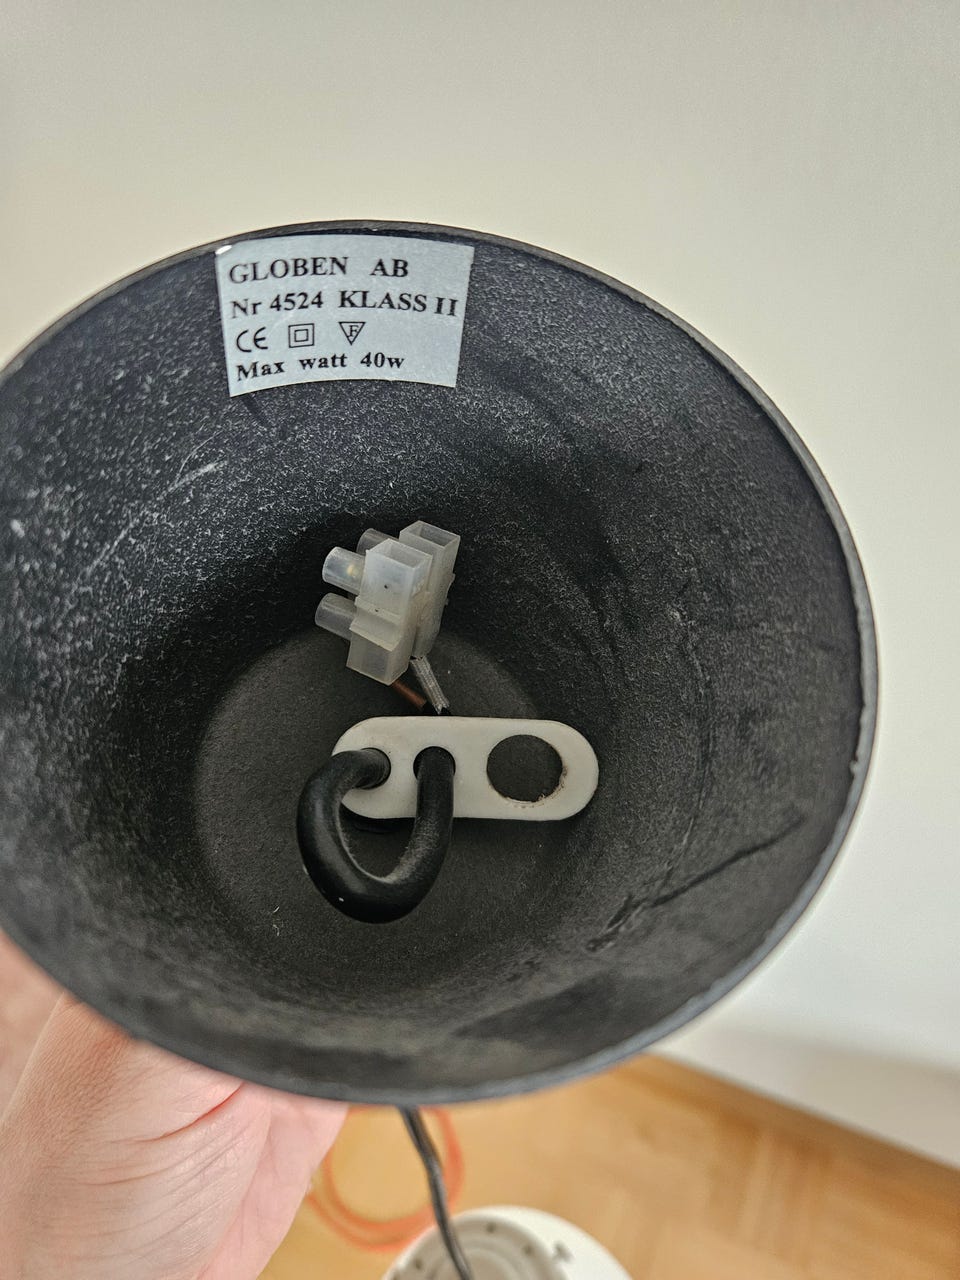 GLOBEN AB
Nr 4524 KLASS II
CE F
Max watt 40w